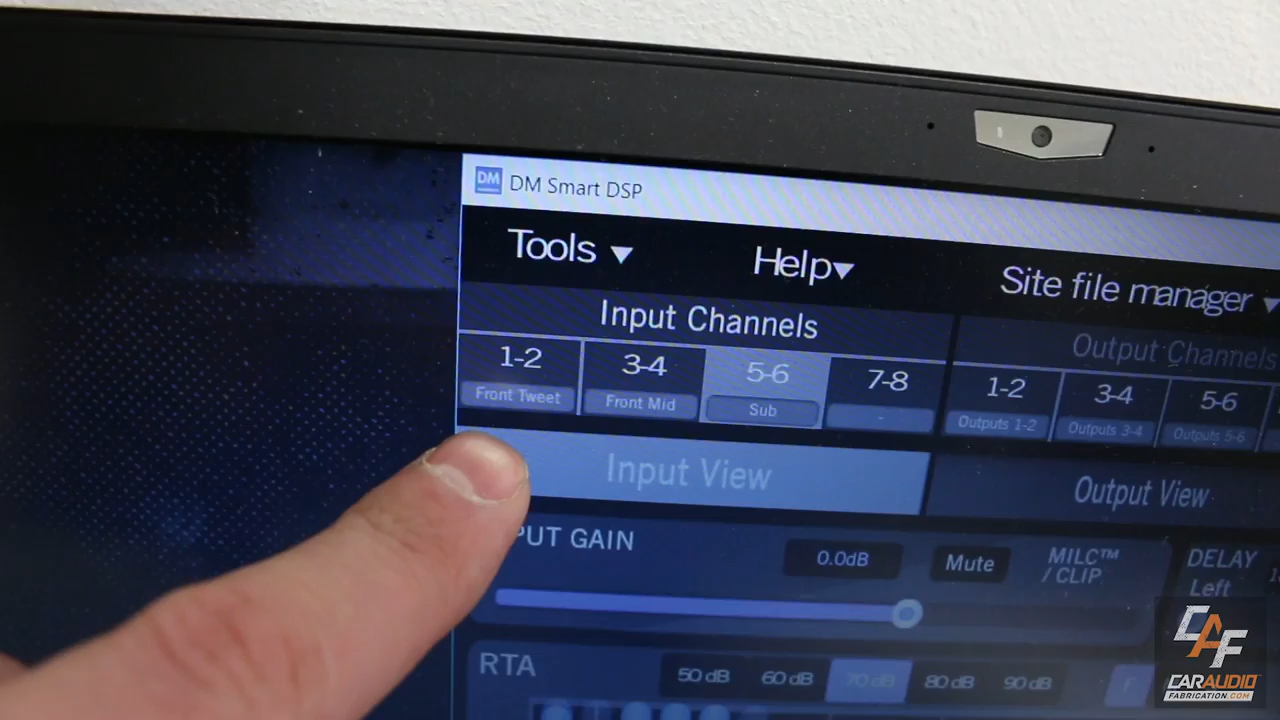 DM DM Smart DSP
Tools ▼ Help▼ Site file manager ▼
Input Channels Output Channels
1-2 3-4 5-6 7-8 1-2 3-4 5-6
Front Tweet Front Mid Sub - Outputs 1-2 Outputs 3-4 Outputs 5-6
Input View Output View
PUT GAIN 0.0dB Mute MILC™ DELAY
/ CLIP Left
RTA 50 dB 60 dB 70 dB 80 dB 90 dB
CAF
CARAUDIO
FABRICATION.COM